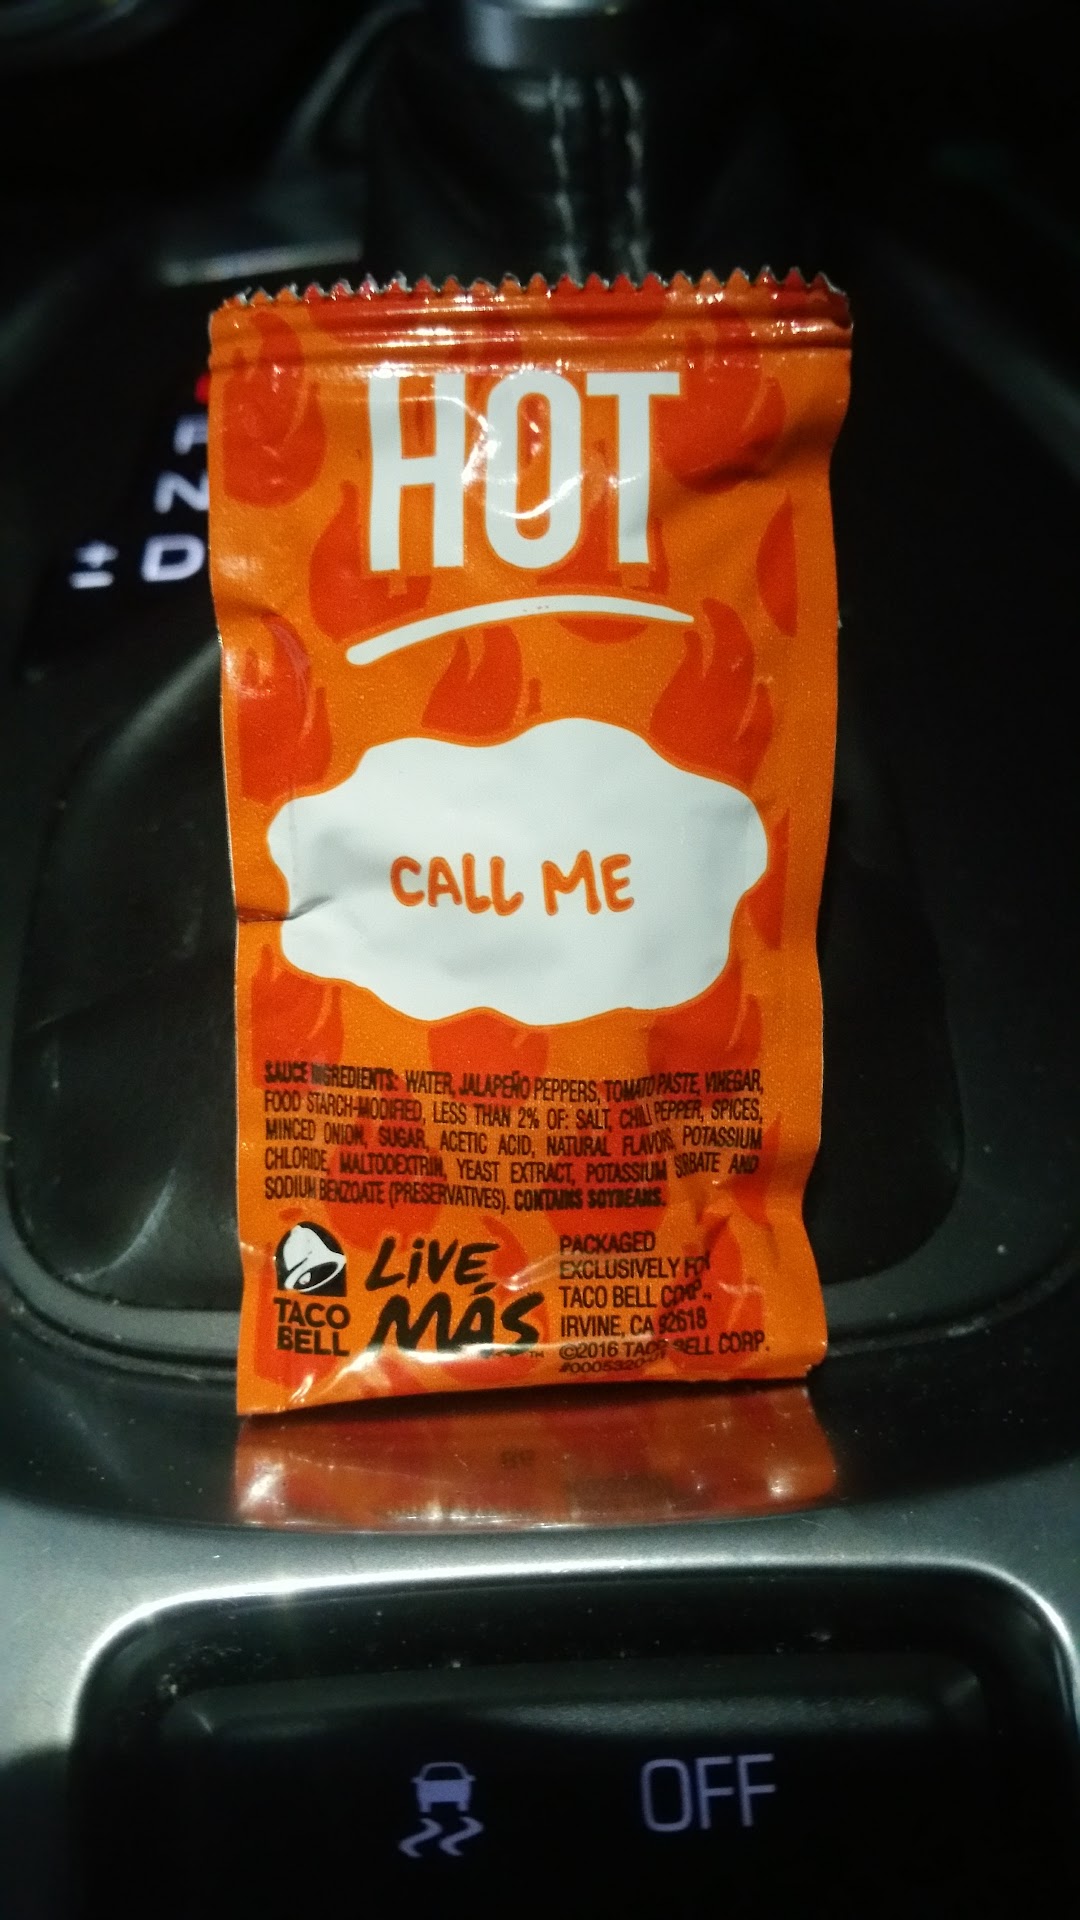 HOT
CALL ME
SAUCE INGREDIENTS: WATER, JALAPEÑO PEPPERS, TOMATO PASTE, VINEGAR,
FOOD STARCH-MODIFIED, LESS THAN 2% OF: SALT, CHILI PEPPER, SPICES,
MINCED ONION, SUGAR, ACETIC ACID, NATURAL FLAVORS, POTASSIUM
CHLORIDE, MALTODEXTRIN, YEAST EXTRACT, POTASSIUM SORBATE AND
SODIUM BENZOATE (PRESERVATIVES). CONTAINS SOYBEANS.
TACO
BELL
LIVE
MÁS™
PACKAGED
EXCLUSIVELY FOR
TACO BELL CORP.,
IRVINE, CA 92618
©2016 TACO BELL CORP.
N
± D
OFF